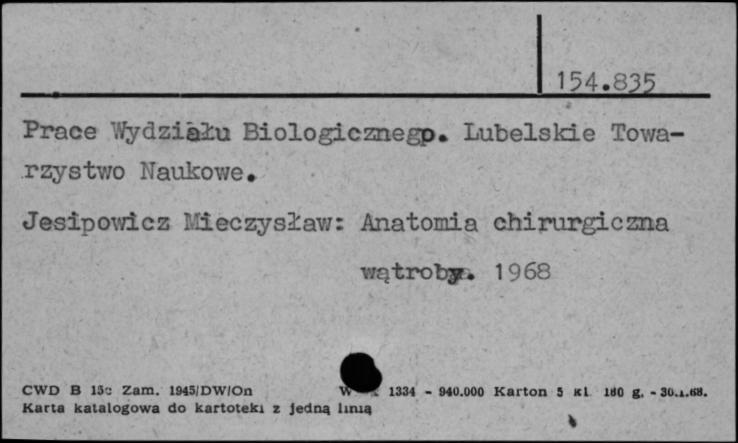 154.835
Prace Wydziału Biologicznego. Lubelskie Towa-
rzystwo Naukowe.
Jesipowicz Mieczysław: Anatomia chirurgiczna
wątroby. 1968
CWD B 15c Zam. 1945/DW/On W 1334 - 940.000 Karton 5 kl 180 g. - 30.1.68.
Karta katalogowa do kartoteki z jedną linią